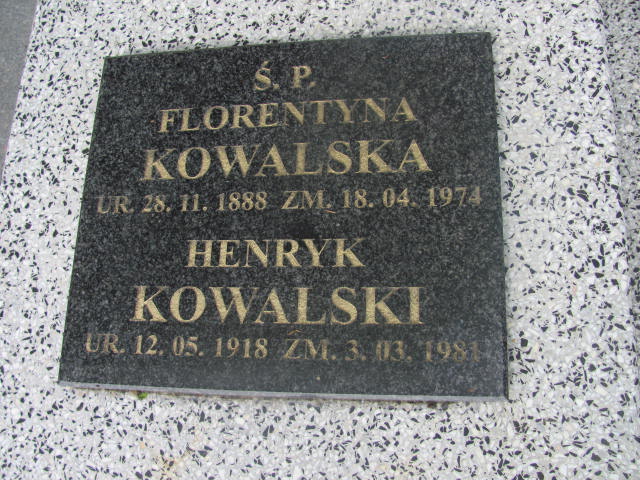 Ś. P.
FLORENTYNA
KOWALSKA
UR. 28. 11. 1888 ZM. 18. 04. 1974
HENRYK
KOWALSKI
UR. 12. 05. 1918 ZM. 3. 03. 1981